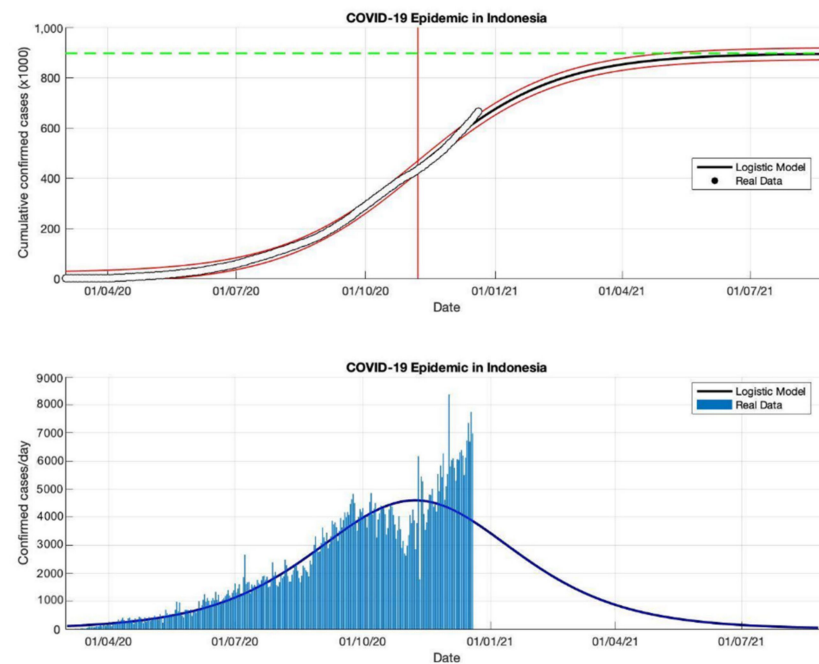 COVID-19 Epidemic in Indonesia
1,000
800
600
400
200
0
Cumulative confirmed cases (x1000)
Logistic Model
Real Data
01/04/20 01/07/20 01/10/20 01/01/21 01/04/21 01/07/21
Date
COVID-19 Epidemic in Indonesia
9000
8000
7000
6000
5000
4000
3000
2000
1000
0
Confirmed cases/day
Logistic Model
Real Data
01/04/20 01/07/20 01/10/20 01/01/21 01/04/21 01/07/21
Date